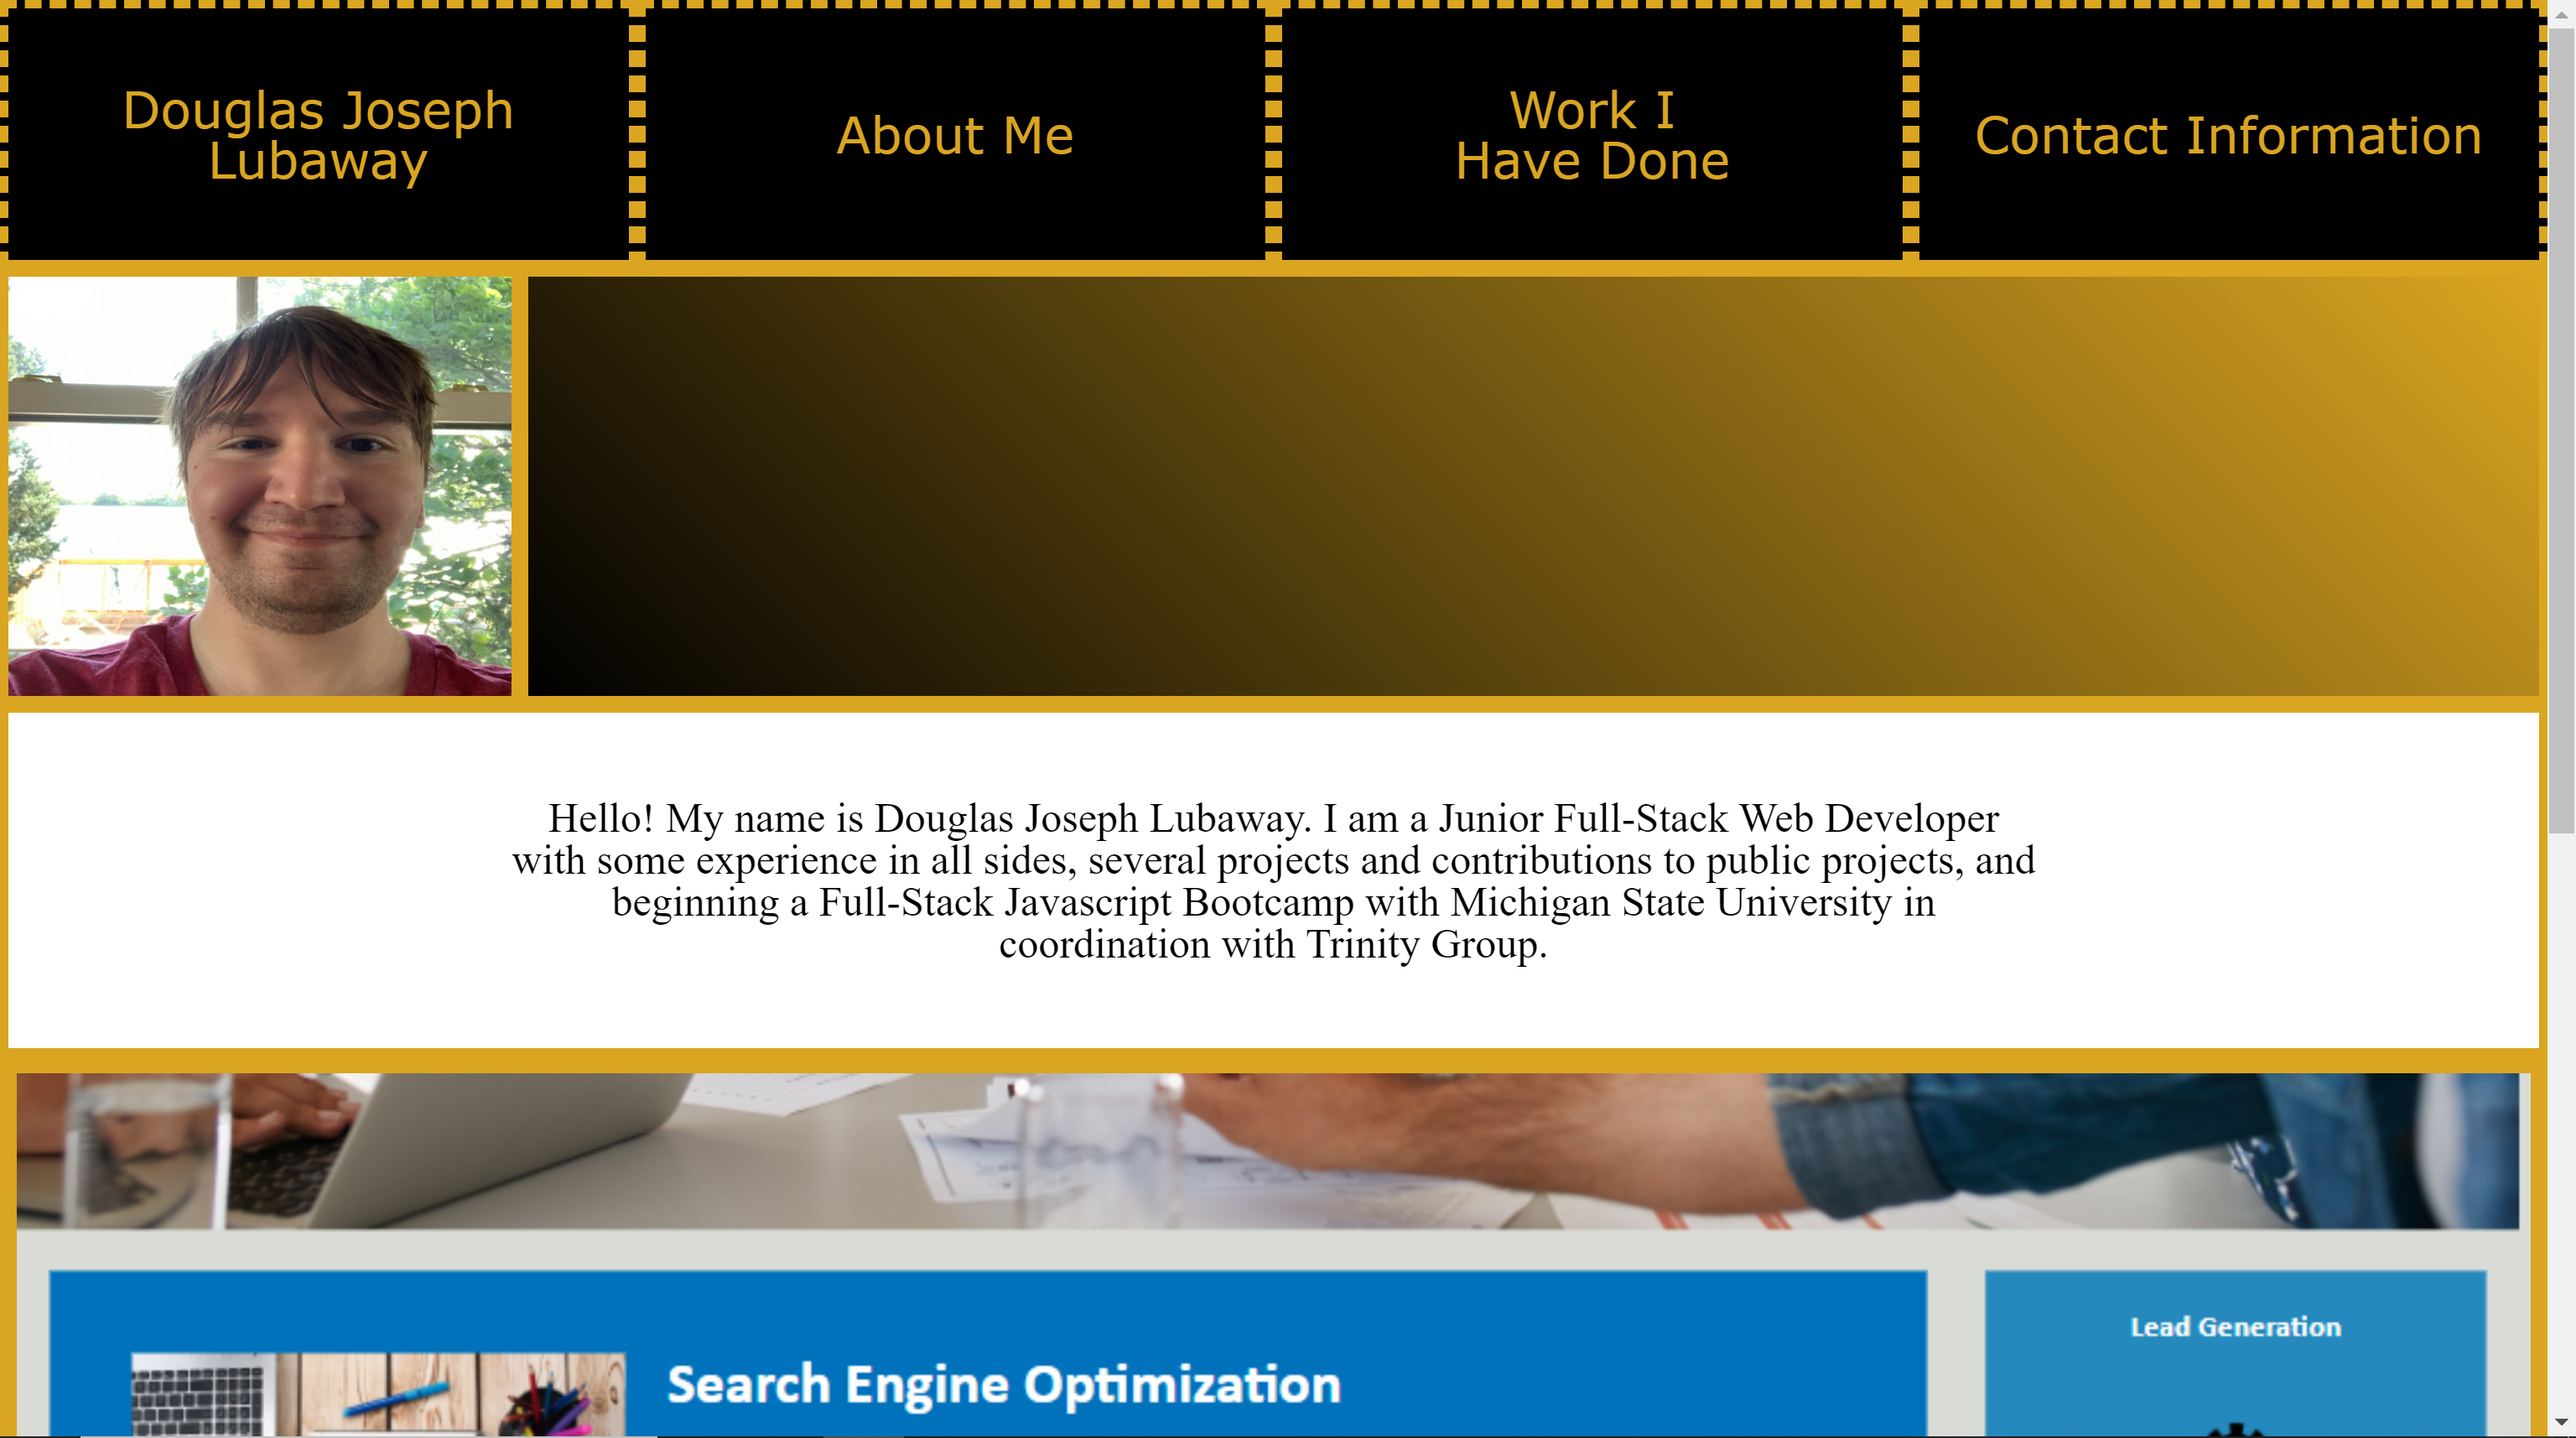 Douglas Joseph
Lubaway
About Me
Work I
Have Done
Contact Information
Hello! My name is Douglas Joseph Lubaway. I am a Junior Full-Stack Web Developer
with some experience in all sides, several projects and contributions to public projects, and
beginning a Full-Stack Javascript Bootcamp with Michigan State University in
coordination with Trinity Group.
Lead Generation
Search Engine Optimization